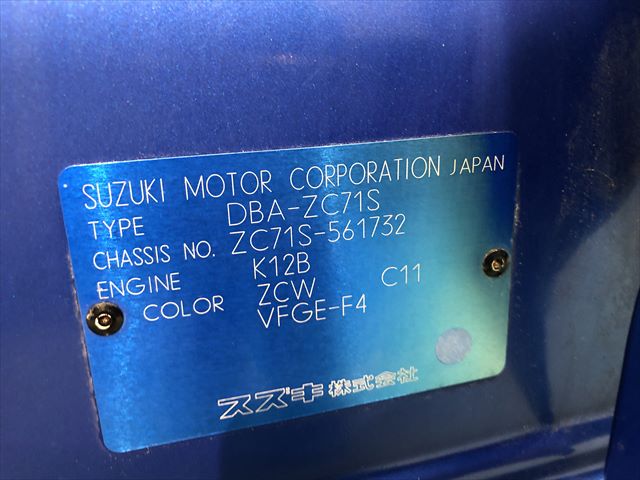 SUZUKI MOTOR CORPORATION JAPAN
TYPE DBA-ZC71S
CHASSIS NO. ZC71S-561732
ENGINE K12B
COLOR ZCW C11
VFGE-F4
スズキ株式会社